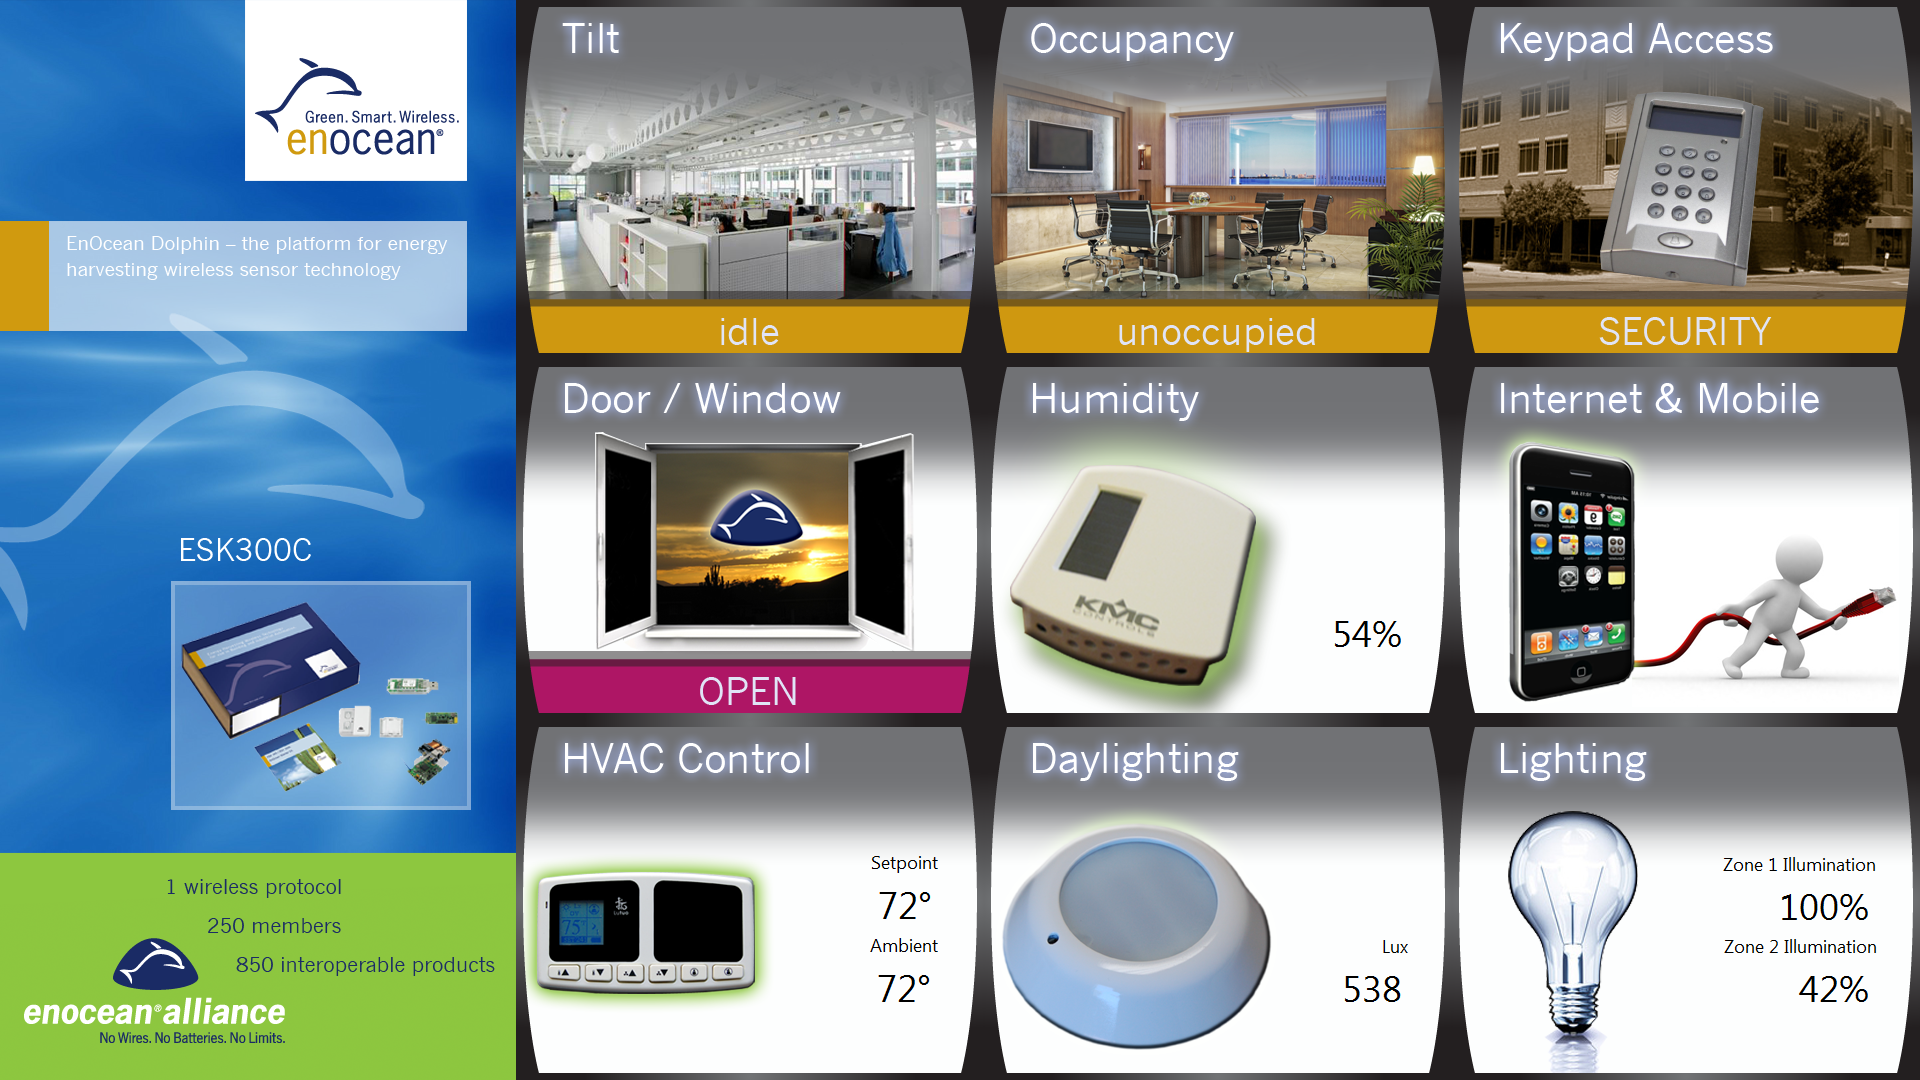 Green. Smart. Wireless.
enocean®
EnOcean Dolphin – the platform for energy
harvesting wireless sensor technology
ESK300C
1 wireless protocol
250 members
850 interoperable products
enocean® alliance
No Wires. No Batteries. No Limits.
Tilt
idle
Occupancy
unoccupied
Keypad Access
SECURITY
Door / Window
OPEN
Humidity
KMC
CONTROLS
54%
Internet & Mobile
HVAC Control
75°
Setpoint
72°
Ambient
72°
Daylighting
Lux
538
Lighting
Zone 1 Illumination
100%
Zone 2 Illumination
42%